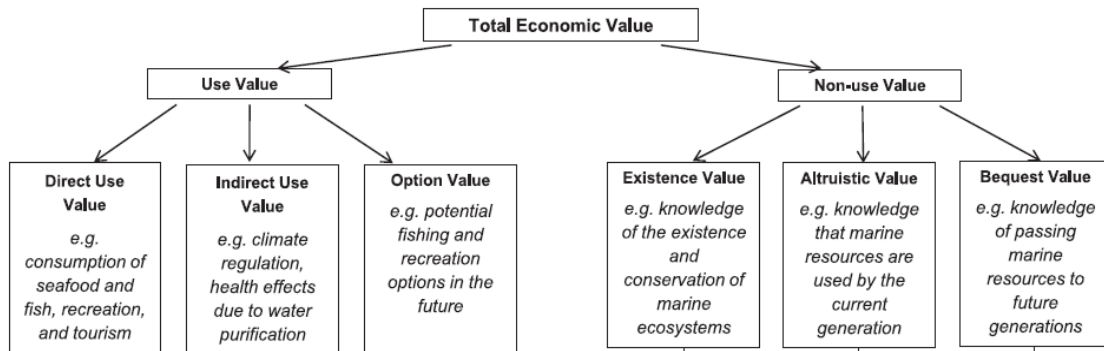 Total Economic Value
Use Value
Non-use Value
Direct Use
Value
e.g.
consumption of
seafood and
fish, recreation,
and tourism
Indirect Use
Value
e.g. climate
regulation,
health effects
due to water
purification
Option Value
e.g. potential
fishing and
recreation
options in the
future
Existence Value
e.g. knowledge
of the existence
and
conservation of
marine
ecosystems
Altruistic Value
e.g. knowledge
that marine
resources are
used by the
current
generation
Bequest Value
e.g. knowledge
of passing
marine
resources to
future
generations